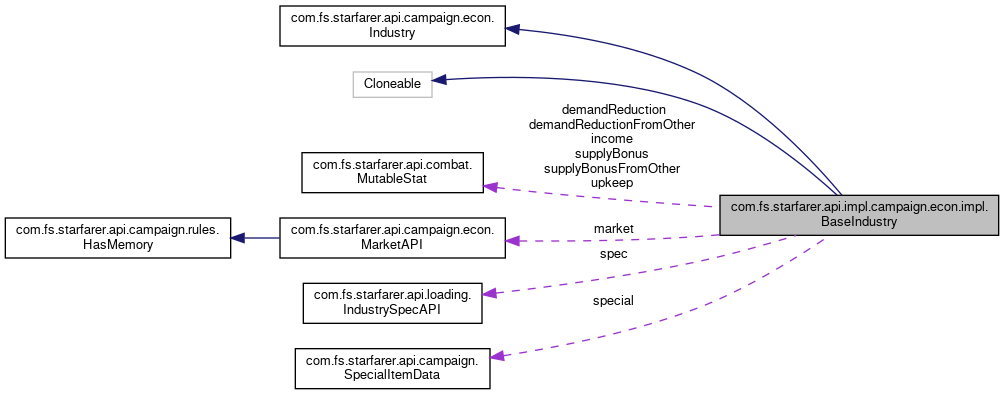 com.fs.starfarer.api.campaign.econ.
Industry
Cloneable
demandReduction
demandReductionFromOther
income
supplyBonus
supplyBonusFromOther
upkeep
com.fs.starfarer.api.combat.
MutableStat
com.fs.starfarer.api.impl.campaign.econ.impl.
BaseIndustry
com.fs.starfarer.api.campaign.rules.
HasMemory
com.fs.starfarer.api.campaign.econ.
MarketAPI
market
spec
com.fs.starfarer.api.loading.
IndustrySpecAPI
special
com.fs.starfarer.api.campaign.
SpecialItemData